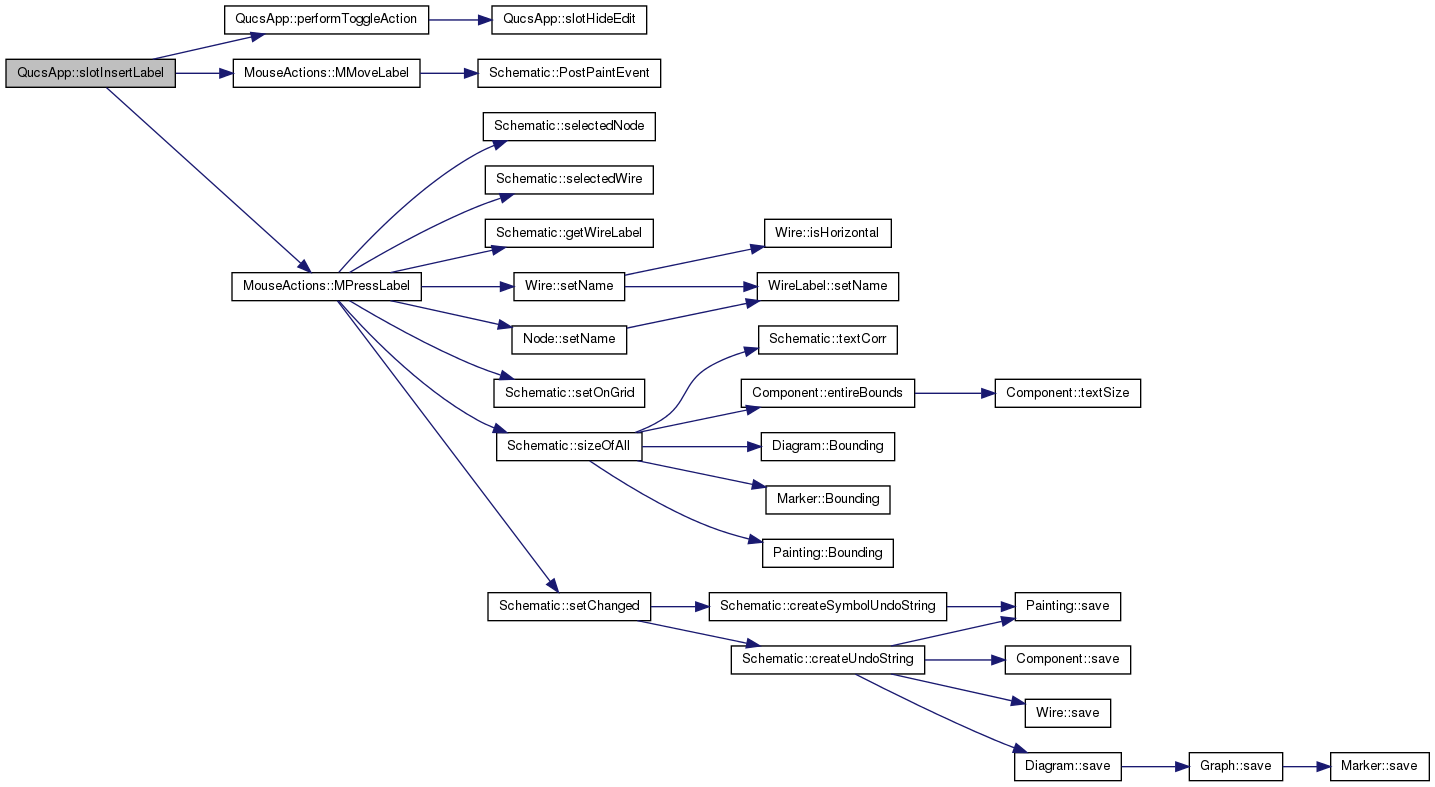 QucsApp::performToggleAction
QucsApp::slotHideEdit
QucsApp::slotInsertLabel
MouseActions::MMoveLabel
Schematic::PostPaintEvent
Schematic::selectedNode
Schematic::selectedWire
Schematic::getWireLabel
Wire::isHorizontal
MouseActions::MPressLabel
Wire::setName
WireLabel::setName
Node::setName
Schematic::textCorr
Schematic::setOnGrid
Component::entireBounds
Component::textSize
Schematic::sizeOfAll
Diagram::Bounding
Marker::Bounding
Painting::Bounding
Schematic::setChanged
Schematic::createSymbolUndoString
Painting::save
Schematic::createUndoString
Component::save
Wire::save
Diagram::save
Graph::save
Marker::save